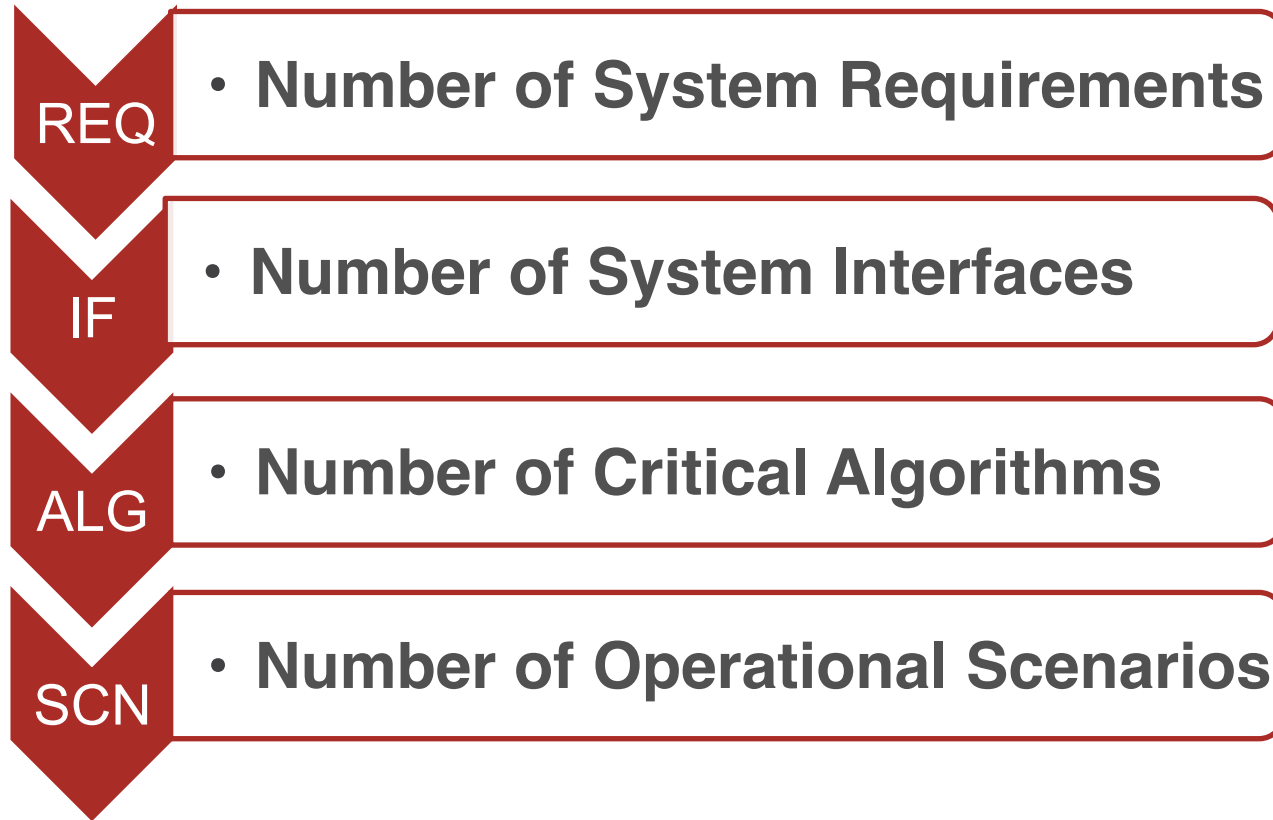 REQ
• Number of System Requirements
IF
• Number of System Interfaces
ALG
• Number of Critical Algorithms
SCN
• Number of Operational Scenarios